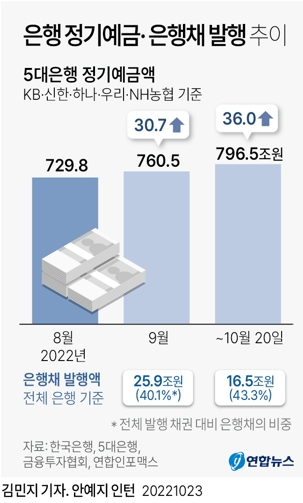 은행 정기예금·은행채 발행 추이
5대은행 정기예금액
KB·신한·하나·우리·NH농협 기준
30.7
36.0
729.8
760.5
796.5조원
8월
2022년
9월
~10월 20일
은행채 발행액
전체 은행 기준
25.9조원
(40.1%*)
16.5조원
(43.3%)
* 전체 발행 채권 대비 은행채의 비중
자료: 한국은행, 5대은행,
금융투자협회, 연합인포맥스
연합뉴스
김민지 기자. 안예지 인턴 20221023